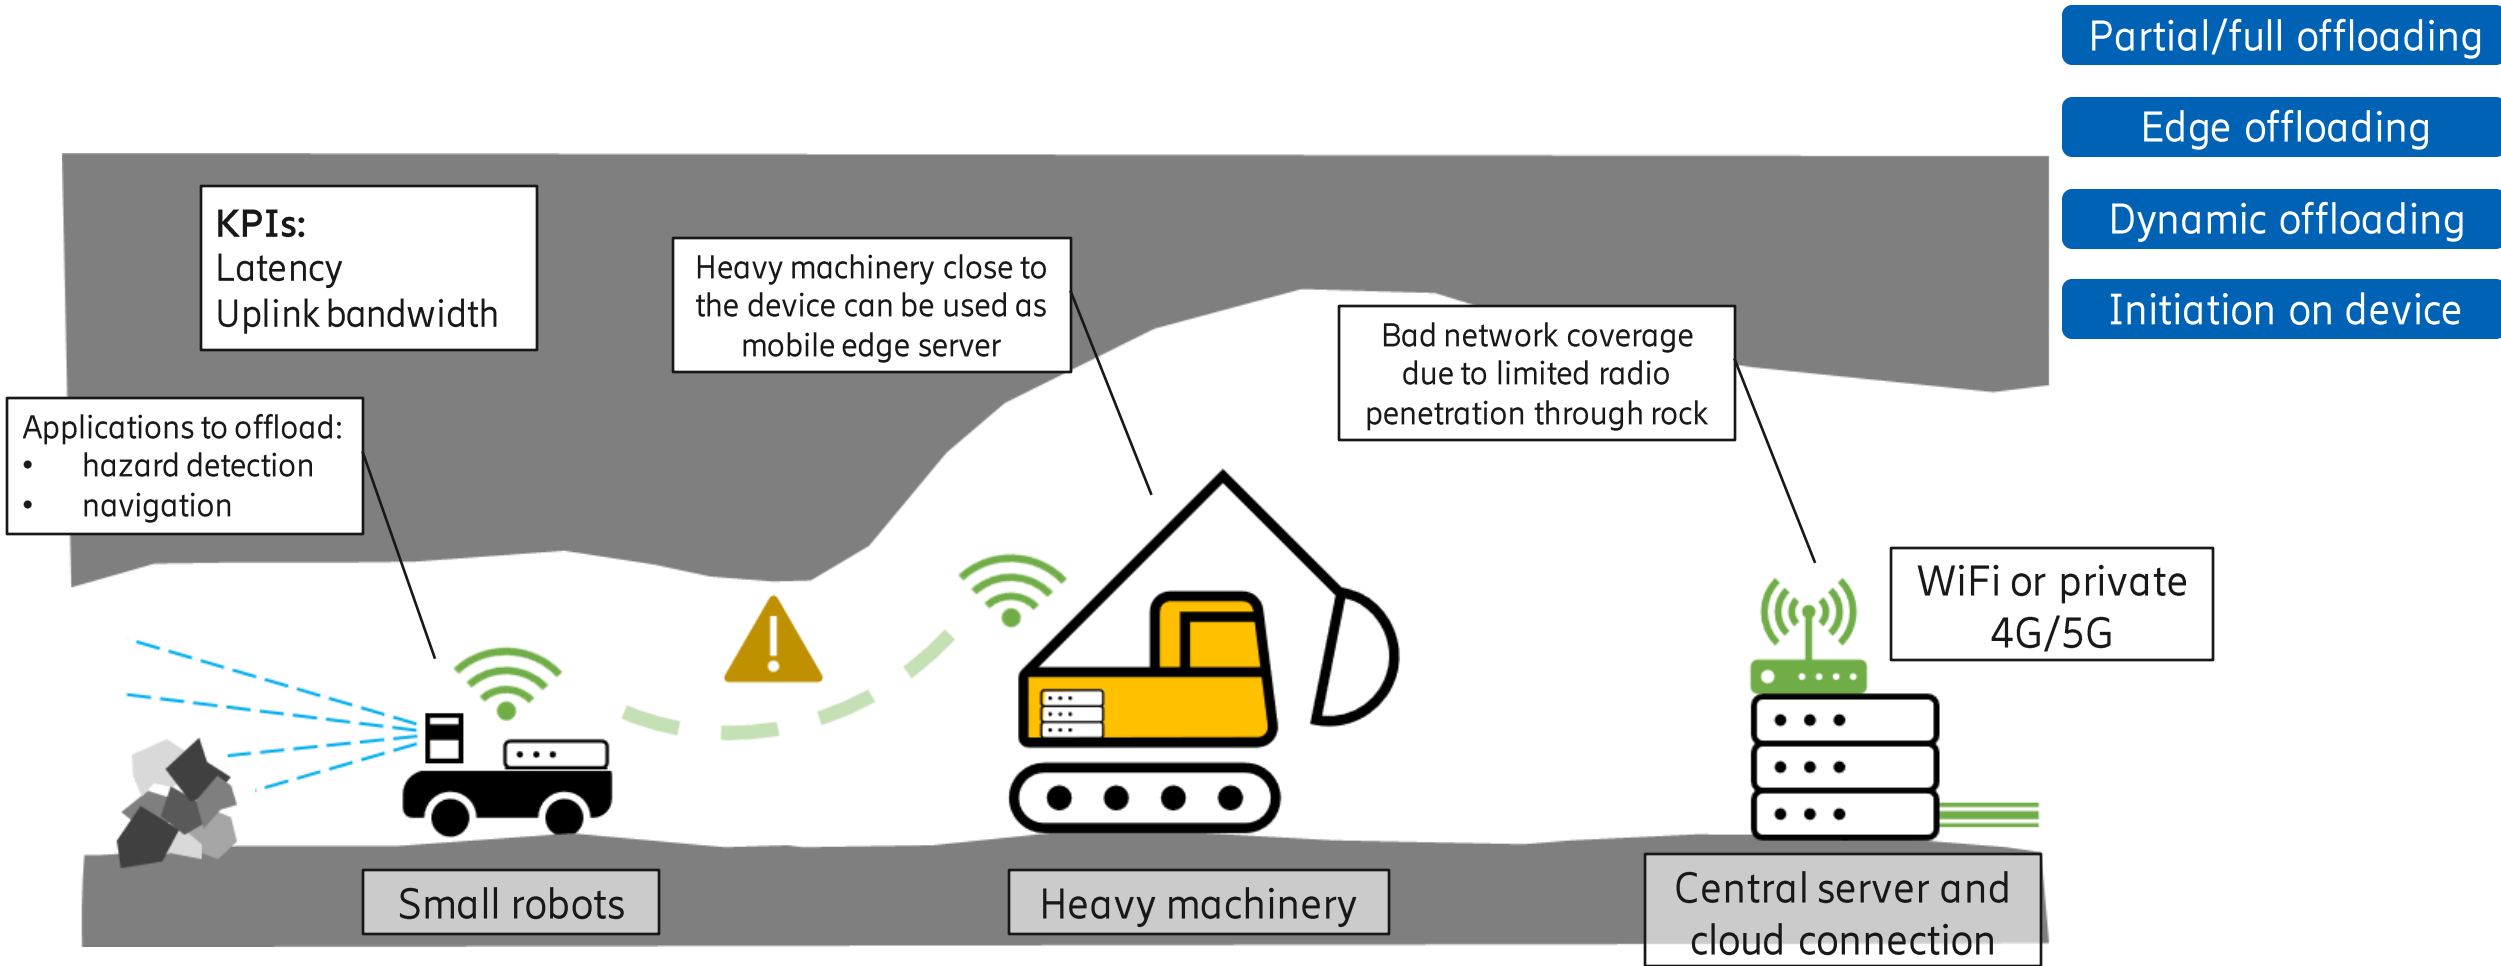 Partial/full offloading
Edge offloading
Dynamic offloading
Initiation on device
KPIs:
Latency
Uplink bandwidth
Heavy machinery close to
the device can be used as
mobile edge server
Bad network coverage
due to limited radio
penetration through rock
Applications to offload:
• hazard detection
• navigation
WiFi or private
4G/5G
Small robots
Heavy machinery
Central server and
cloud connection